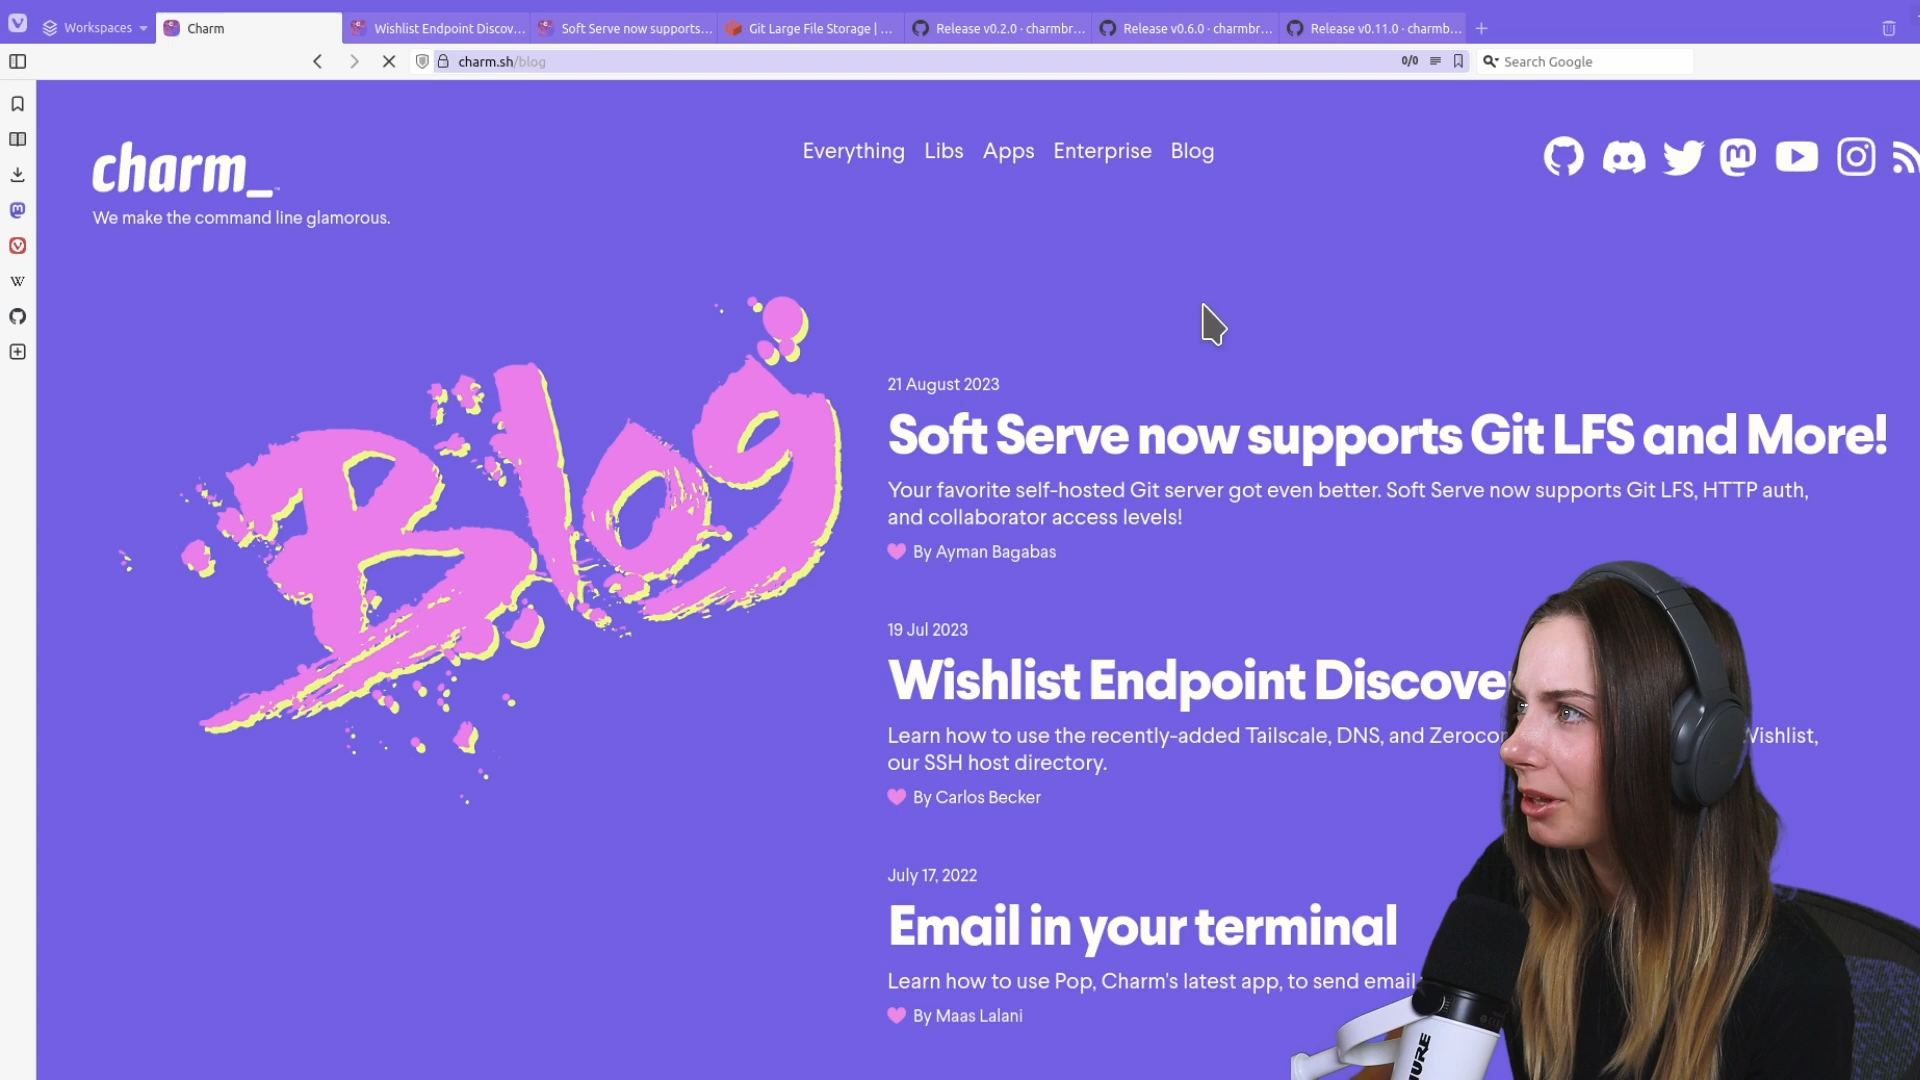 Workspaces
Charm
Wishlist Endpoint Discov...
Soft Serve now supports...
Git Large File Storage | ...
Release v0.2.0 · charmbr...
Release v0.6.0 · charmbr...
Release v0.11.0 · charmb...
charm.sh/blog
0/0
Search Google
charm_
We make the command line glamorous.
Everything Libs Apps Enterprise Blog
Blog
21 August 2023
Soft Serve now supports Git LFS and More!
Your favorite self-hosted Git server got even better. Soft Serve now supports Git LFS, HTTP auth,
and collaborator access levels!
By Ayman Bagabas
19 Jul 2023
Wishlist Endpoint Discove
Learn how to use the recently-added Tailscale, DNS, and Zeroco Wishlist,
our SSH host directory.
By Carlos Becker
July 17, 2022
Email in your terminal
Learn how to use Pop, Charm's latest app, to send email
By Maas Lalani
URE